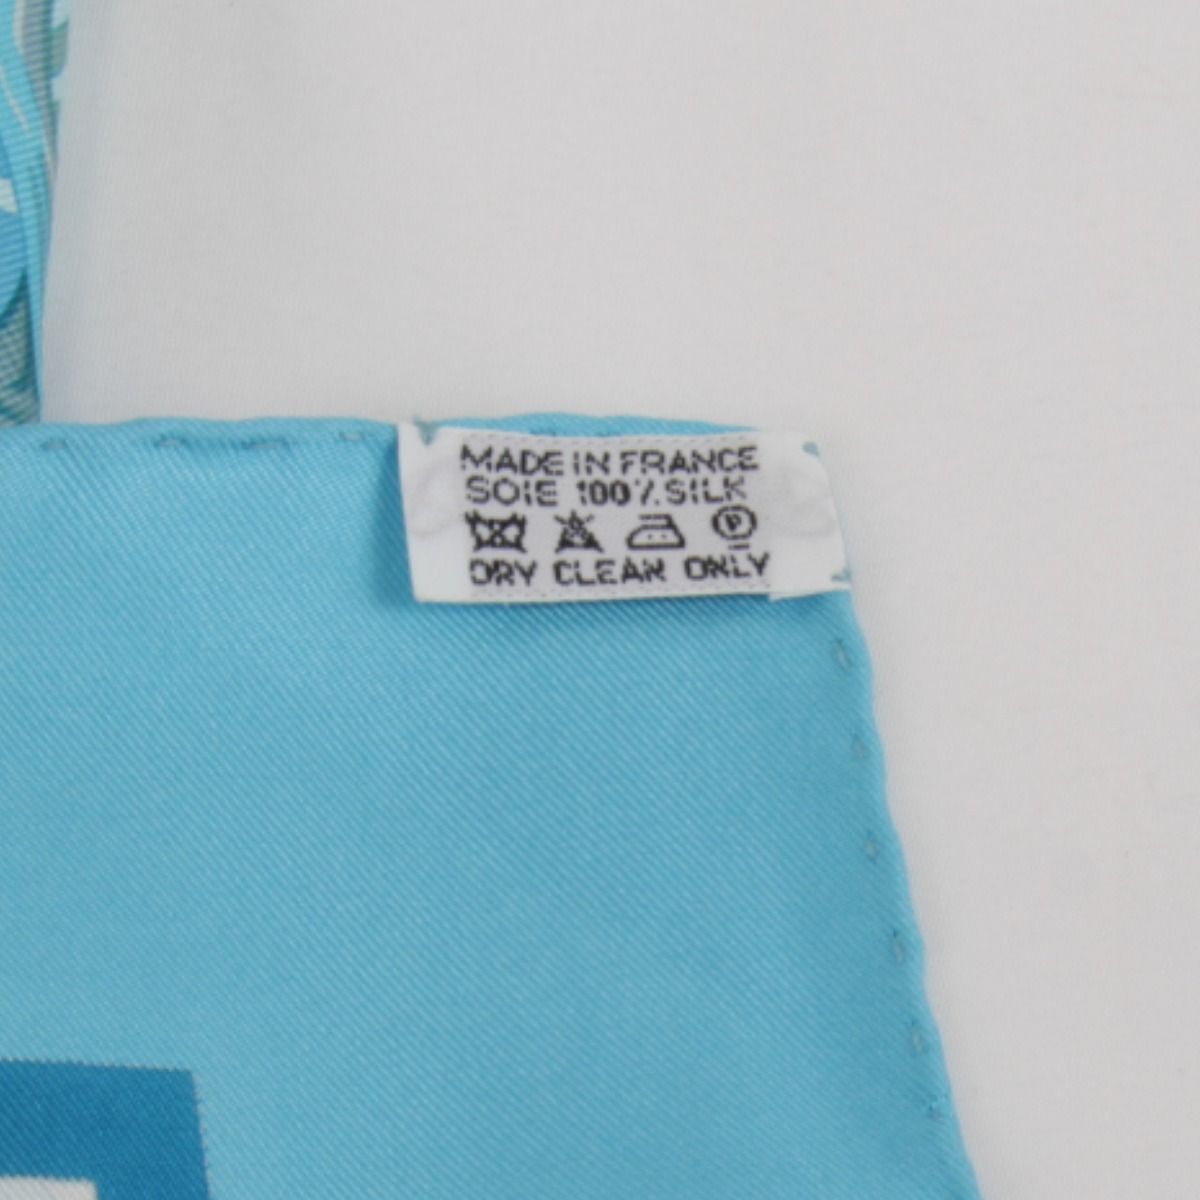 MADE IN FRANCE
SOIE 100% SILK
P
DRY CLEAN ONLY